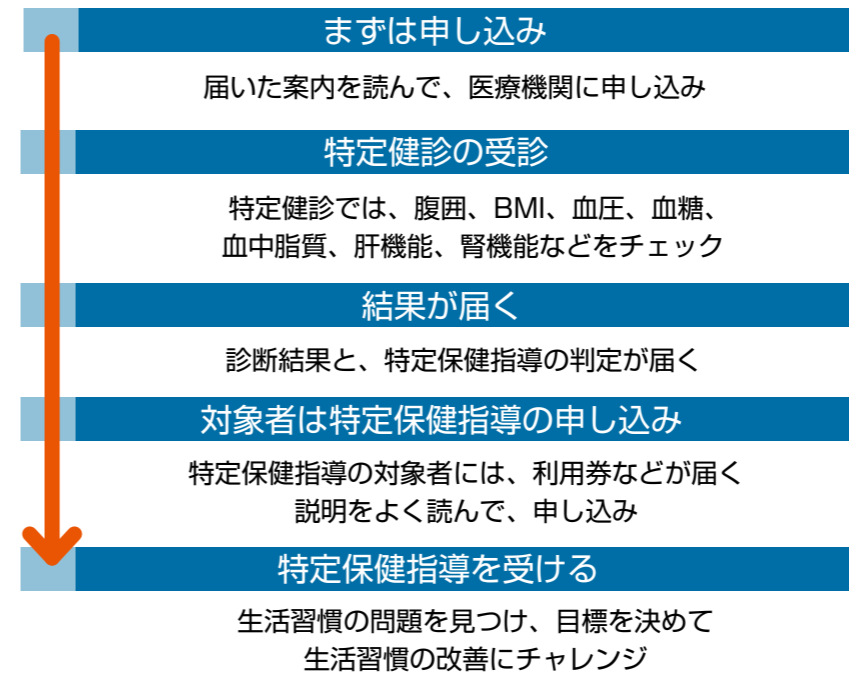 まずは申し込み
届いた案内を読んで、医療機関に申し込み
特定健診の受診
特定健診では、腹囲、BMI、血圧、血糖、
血中脂質、肝機能、腎機能などをチェック
結果が届く
診断結果と、特定保健指導の判定が届く
対象者は特定保健指導の申し込み
特定保健指導の対象者には、利用券などが届く
説明をよく読んで、申し込み
特定保健指導を受ける
生活習慣の問題を見つけ、目標を決めて
生活習慣の改善にチャレンジ